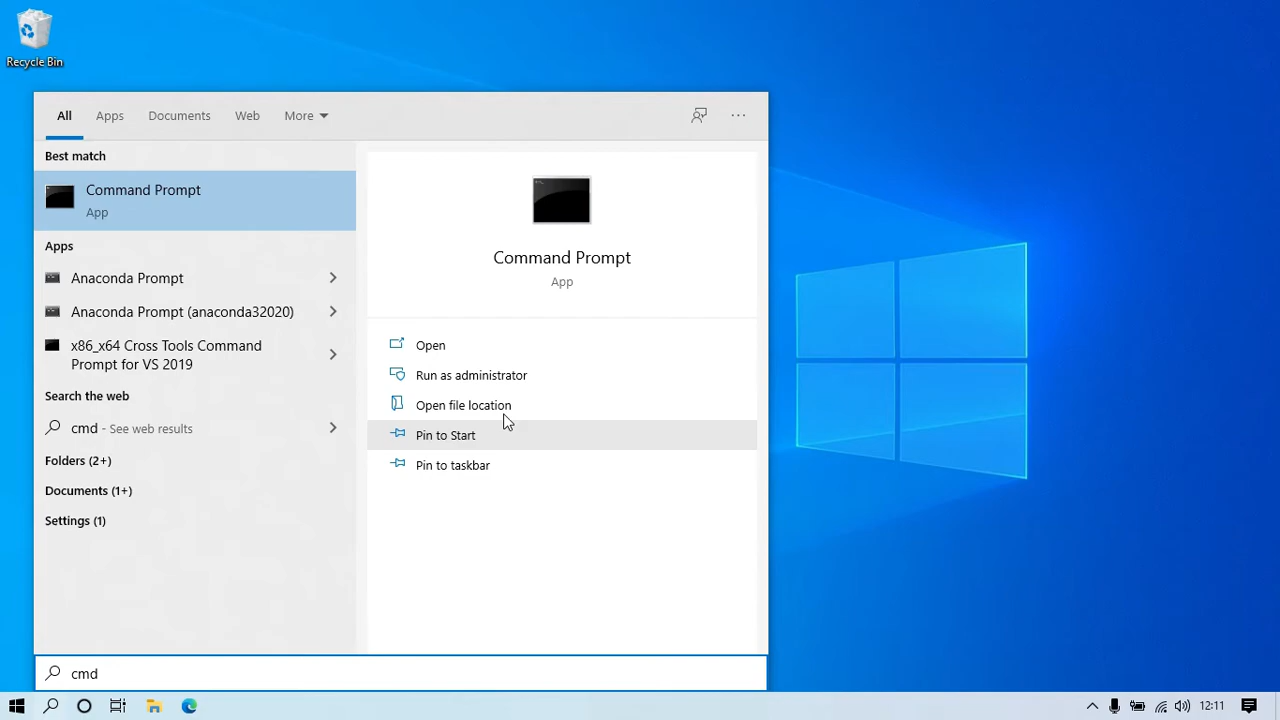 Recycle Bin
All Apps Documents Web More
Best match
Command Prompt
App
Apps
Anaconda Prompt
Anaconda Prompt (anaconda32020)
x86_x64 Cross Tools Command
Prompt for VS 2019
Search the web
cmd - See web results
Folders (2+)
Documents (1+)
Settings (1)
Command Prompt
App
Open
Run as administrator
Open file location
Pin to Start
Pin to taskbar
cmd
12:11